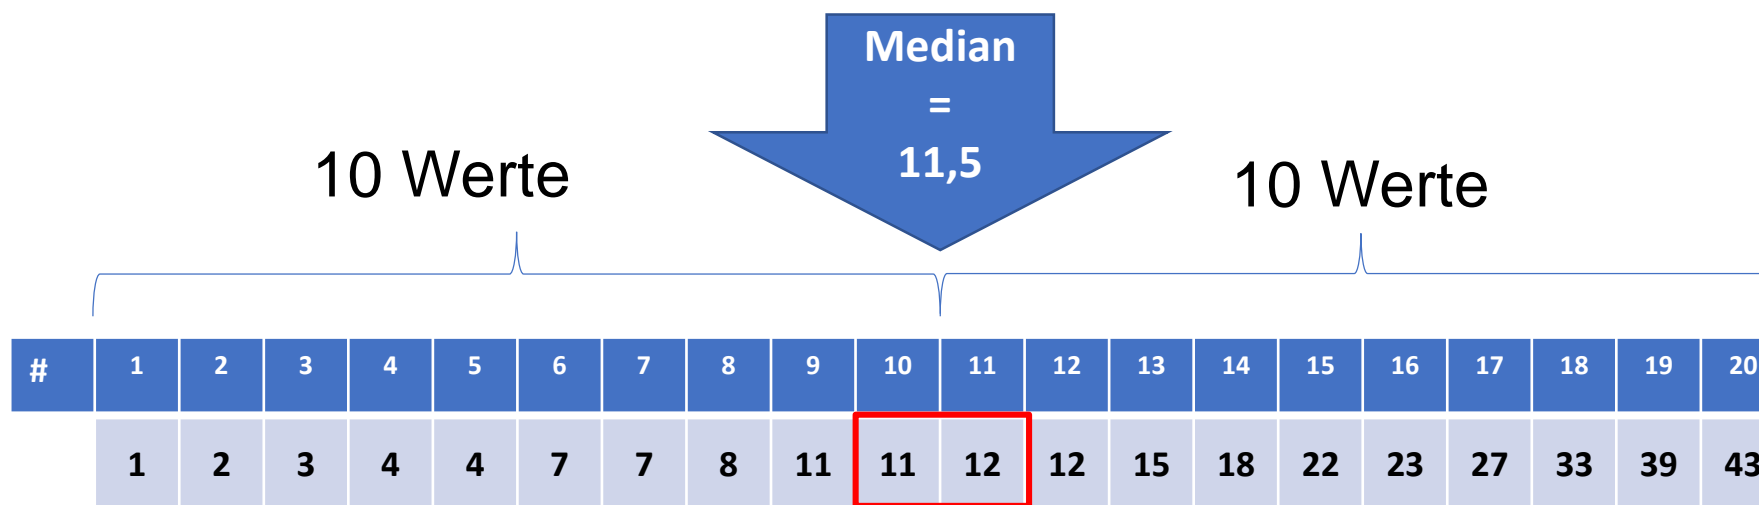 Median
=
11,5
10 Werte
10 Werte
# 1 2 3 4 5 6 7 8 9 10 11 12 13 14 15 16 17 18 19 20
1 2 3 4 4 7 7 8 11 11 12 12 15 18 22 23 27 33 39 43